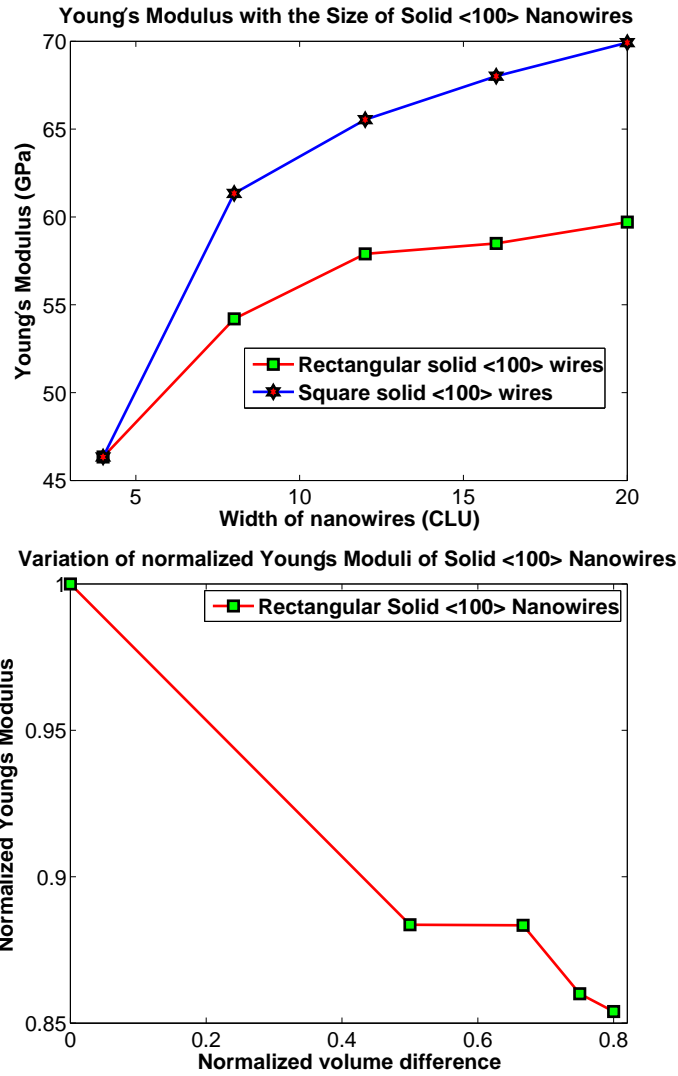 Young′s Modulus with the Size of Solid <100> Nanowires
70
65
60
55
50
45
Young′s Modulus (GPa)
Rectangular solid <100> wires
Square solid <100> wires
5 10 15 20
Width of nanowires (CLU)
Variation of normalized Young′s Moduli of Solid <100> Nanowires
1
0.95
0.9
0.85
Normalized Young′s Modulus
Rectangular Solid <100> Nanowires
0 0.2 0.4 0.6 0.8
Normalized volume difference